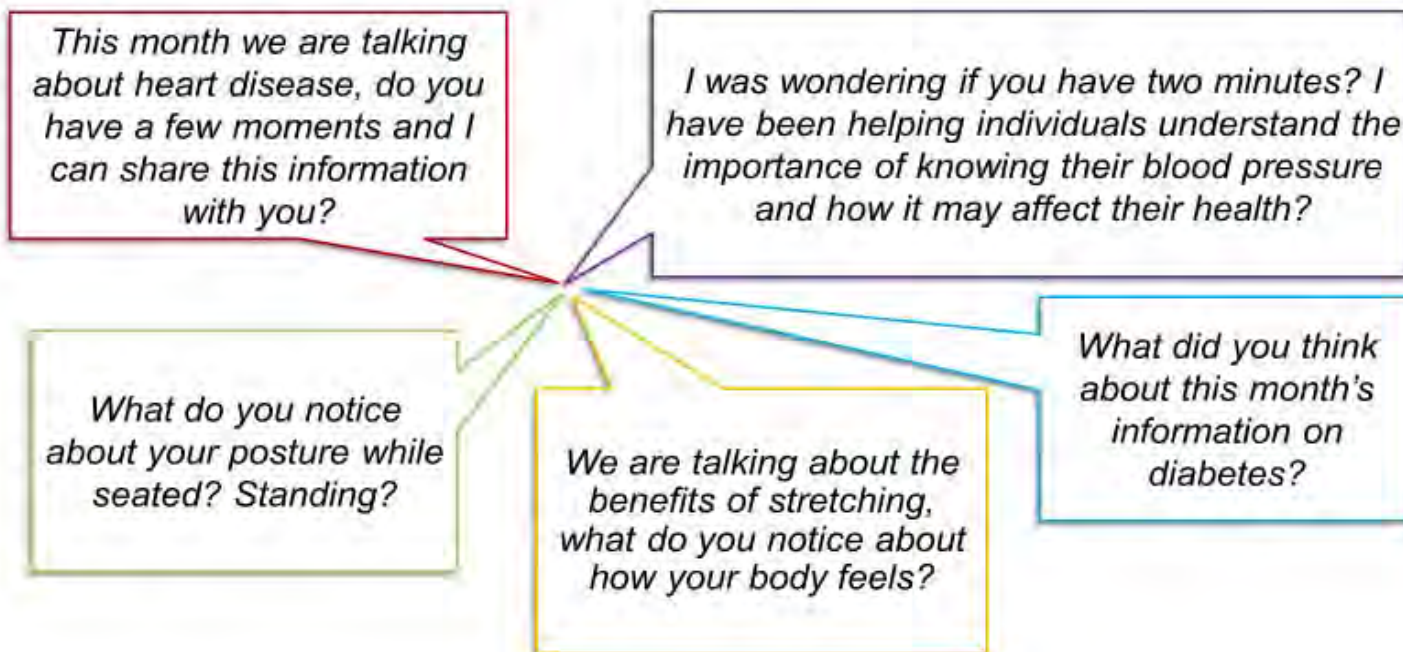 This month we are talking
about heart disease, do you
have a few moments and I
can share this information
with you?
I was wondering if you have two minutes? I
have been helping individuals understand the
importance of knowing their blood pressure
and how it may affect their health?
What do you notice
about your posture while
seated? Standing?
We are talking about the
benefits of stretching,
what do you notice about
how your body feels?
What did you think
about this month's
information on
diabetes?